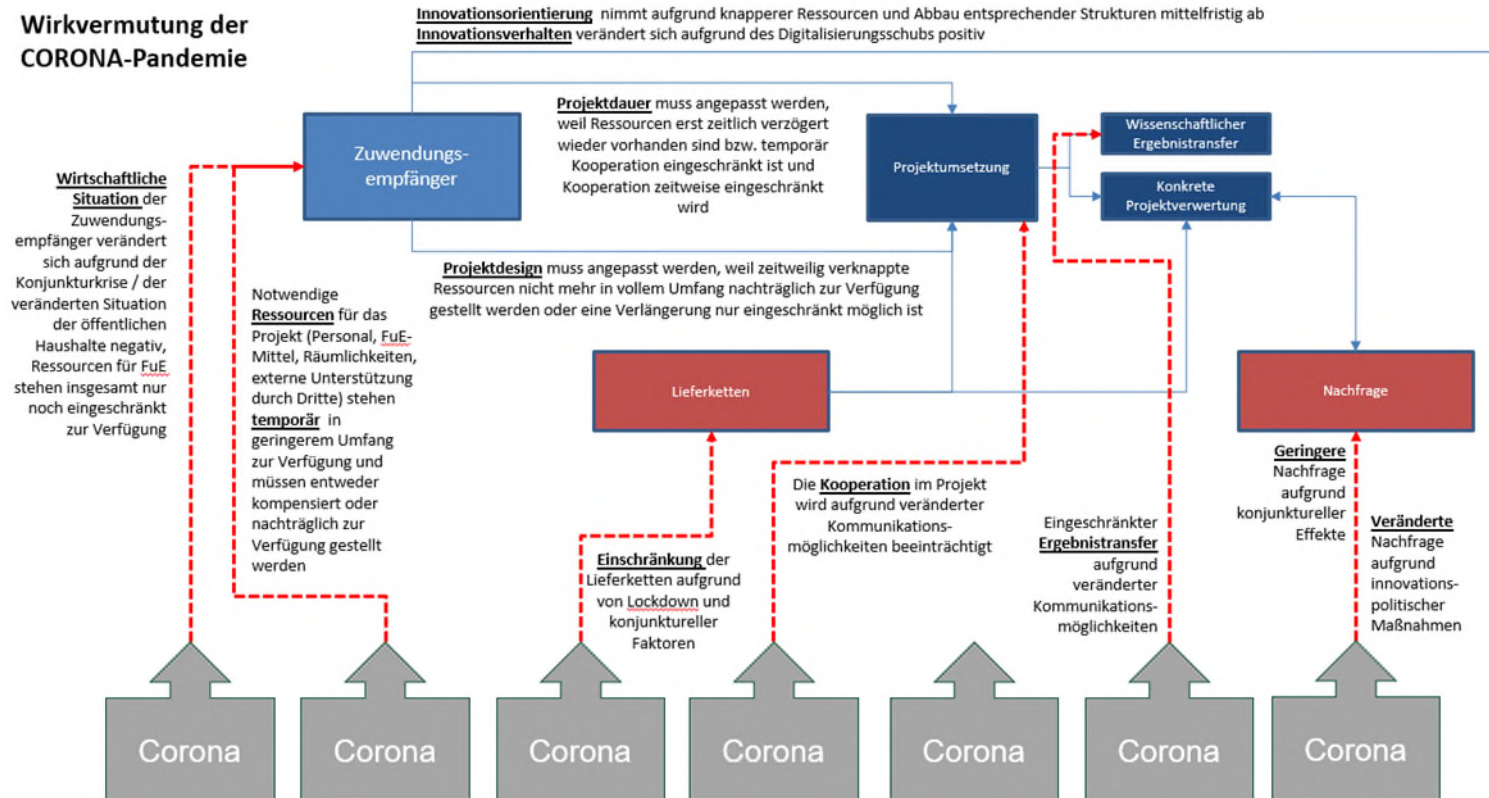 Wirkvermutung der
CORONA-Pandemie
Innovationsorientierung nimmt aufgrund knapperer Ressourcen und Abbau entsprechender Strukturen mittelfristig ab
Innovationsverhalten verändert sich aufgrund des Digitalisierungsschubs positiv
Zuwendungs-
empfänger
Projektdauer muss angepasst werden,
weil Ressourcen erst zeitlich verzögert
wieder vorhanden sind bzw. temporär
Kooperation eingeschränkt ist und
Kooperation zeitweise eingeschränkt
wird
Projektumsetzung
Wissenschaftlicher
Ergebnistransfer
Konkrete
Projektverwertung
Wirtschaftliche
Situation der
Zuwendungs-
empfänger verändert
sich aufgrund der
Konjunkturkrise / der
veränderten Situation
der öffentlichen
Haushalte negativ,
Ressourcen für FuE
stehen insgesamt nur
noch eingeschränkt
zur Verfügung
Notwendige
Ressourcen für das
Projekt (Personal, FuE-
Mittel, Räumlichkeiten,
externe Unterstützung
durch Dritte) stehen
temporär in
geringerem Umfang
zur Verfügung und
müssen entweder
kompensiert oder
nachträglich zur
Verfügung gestellt
werden
Projektdesign muss angepasst werden, weil zeitweilig verknappte
Ressourcen nicht mehr in vollem Umfang nachträglich zur Verfügung
gestellt werden oder eine Verlängerung nur eingeschränkt möglich ist
Lieferketten
Nachfrage
Einschränkung der
Lieferketten aufgrund
von Lockdown und
konjunktureller
Faktoren
Die Kooperation im Projekt
wird aufgrund veränderter
Kommunikations-
möglichkeiten beeinträchtigt
Eingeschränkter
Ergebnistransfer
aufgrund
veränderter
Kommunikations-
möglichkeiten
Geringere
Nachfrage
aufgrund
konjunktureller
Effekte
Veränderte
Nachfrage
aufgrund
innovations-
politischer
Maßnahmen
Corona
Corona
Corona
Corona
Corona
Corona
Corona